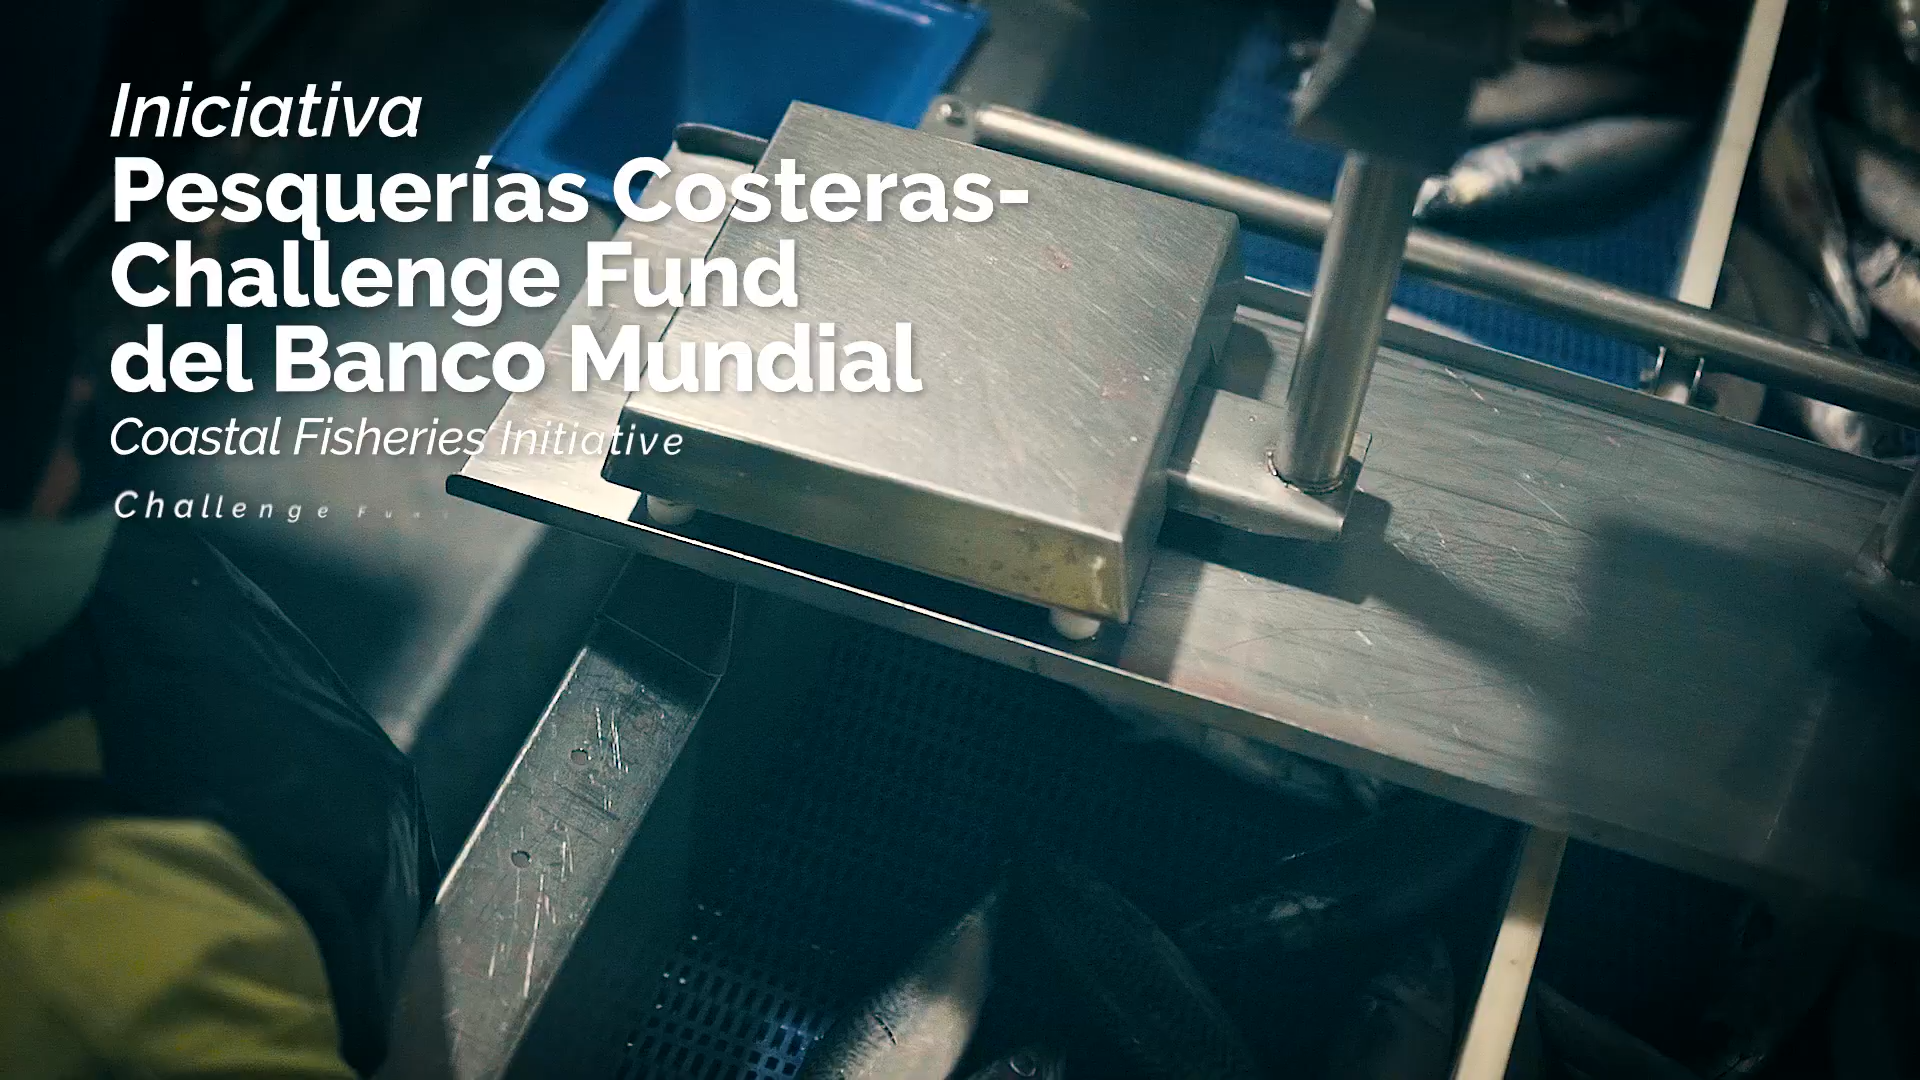 Iniciativa
Pesquerías Costeras-
Challenge Fund
del Banco Mundial
Coastal Fisheries Initiative
Challenge